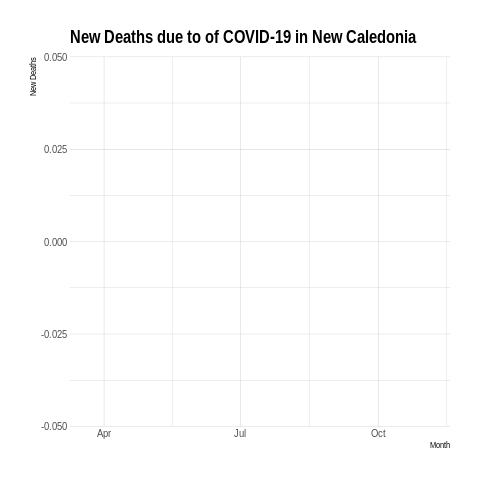 New Deaths due to of COVID-19 in New Caledonia
New Deaths
0.050
0.025
0.000
-0.025
-0.050
Apr Jul Oct
Month